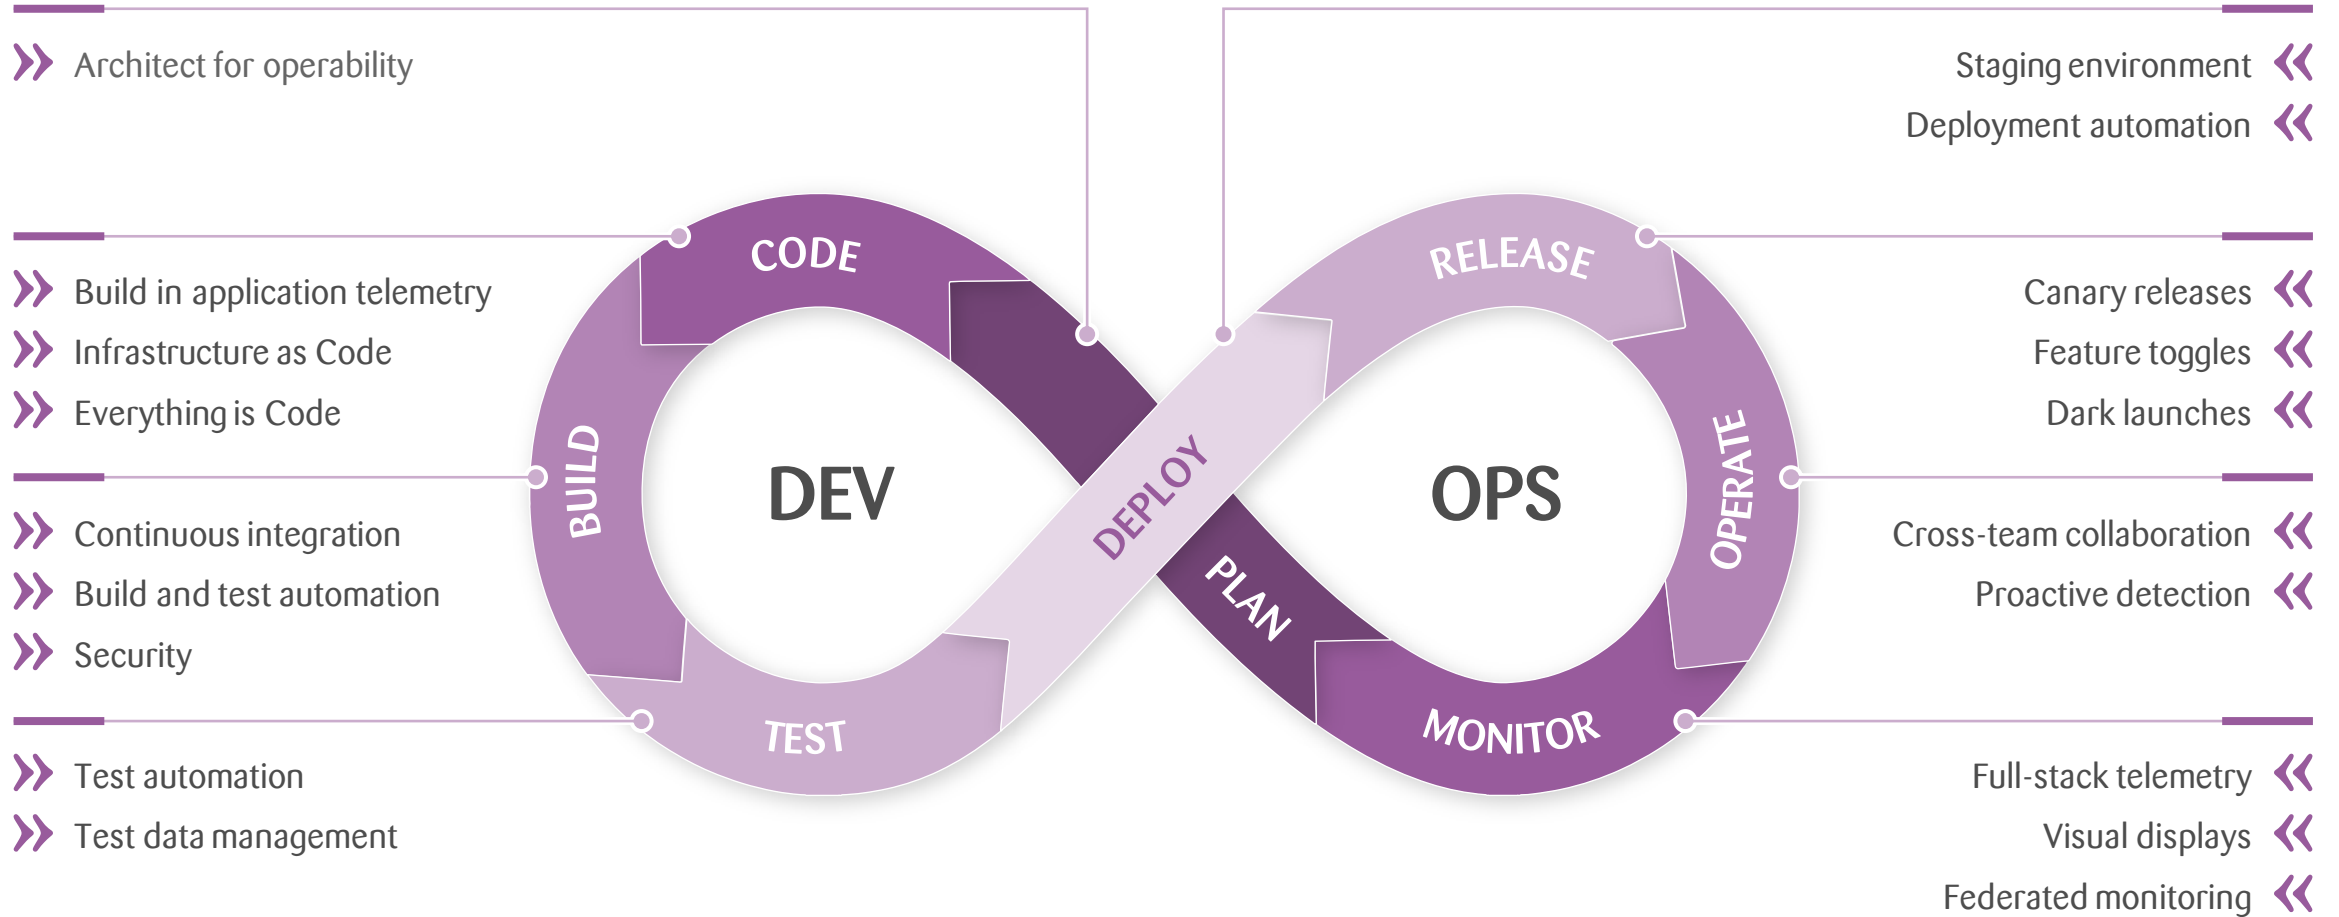 Architect for operability
Staging environment
Deployment automation
Build in application telemetry
Infrastructure as Code
Everything is Code
Continuous integration
Build and test automation
Security
Test automation
Test data management
CODE
BUILD
TEST
DEV
DEPLOY
PLAN
OPS
RELEASE
OPERATE
MONITOR
Canary releases
Feature toggles
Dark launches
Cross-team collaboration
Proactive detection
Full-stack telemetry
Visual displays
Federated monitoring